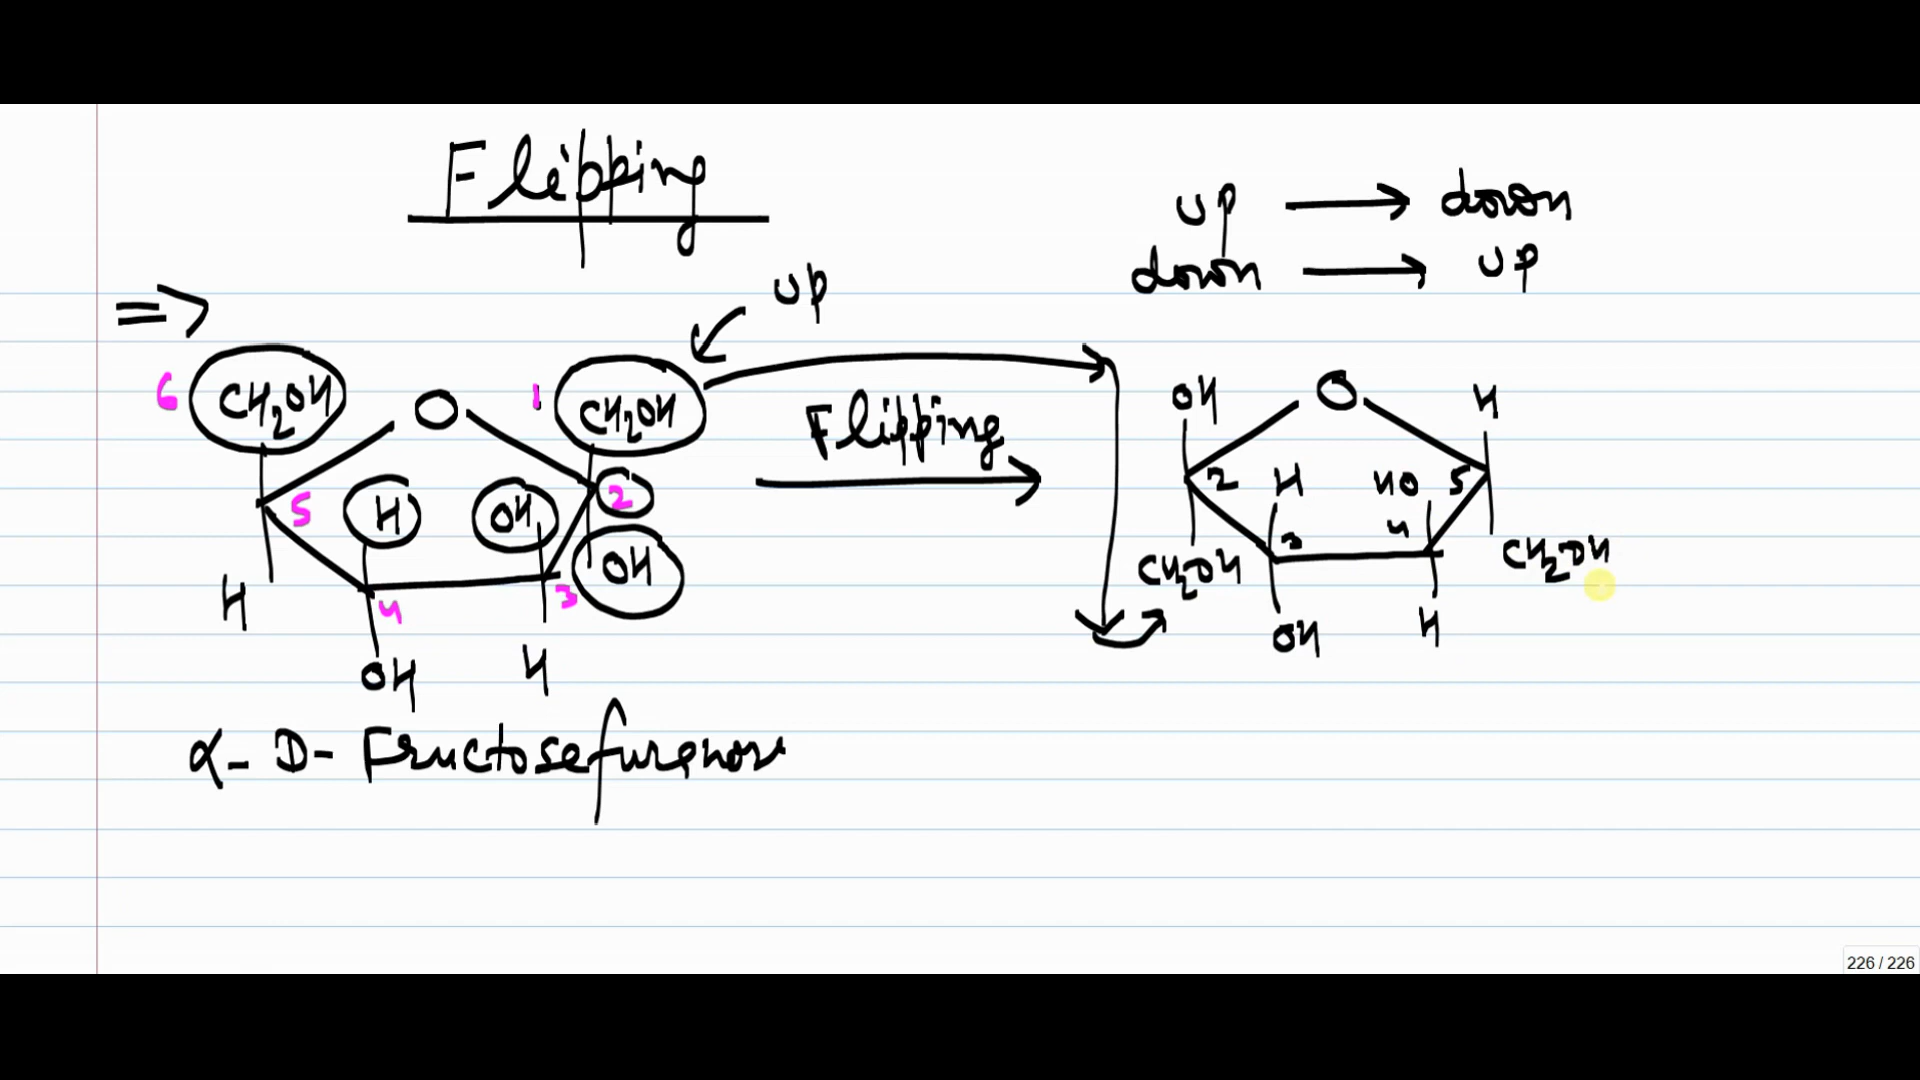 Flipping
up → down
down → up
=>
up
6 CH2OH O 1 CH2OH
Flipping
OH O H
5 H OH 2
2 H HO 5
OH
3 4
CH2OH CH2OH
H 4 3
OH H
OH H
α-D-Fructose
226 / 226